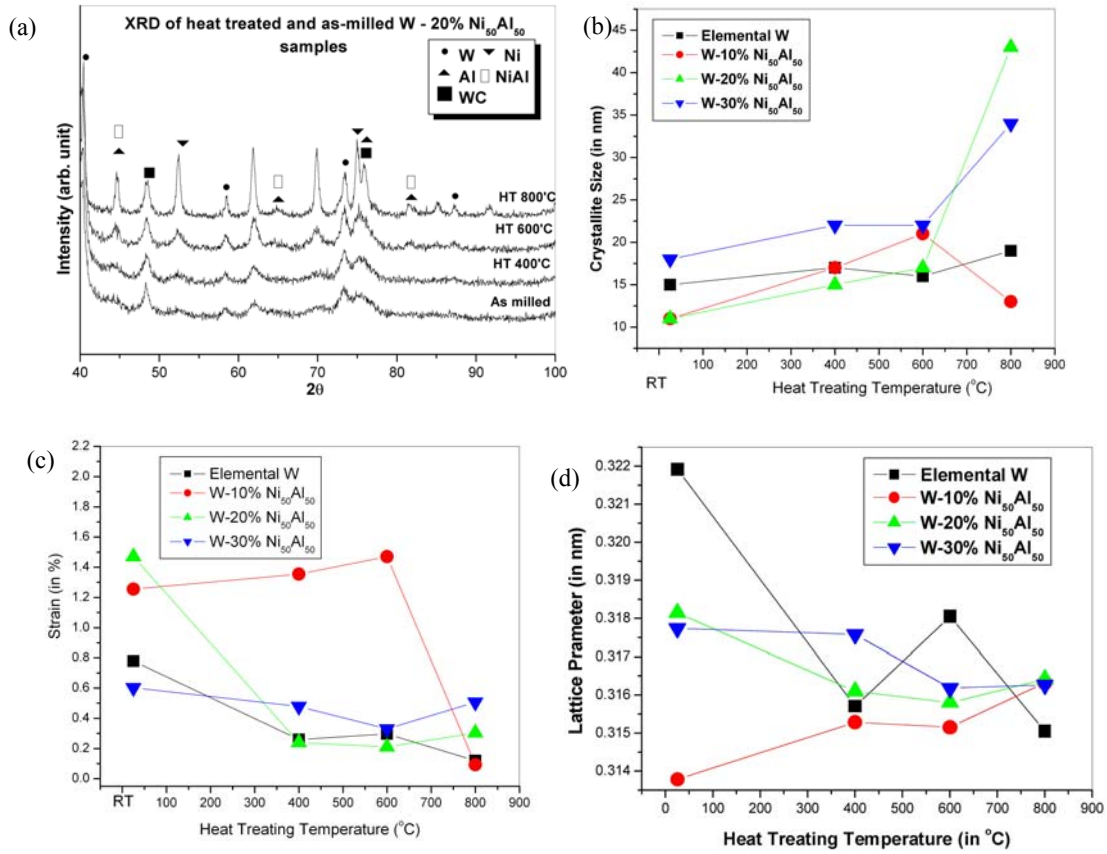 (a)
XRD of heat treated and as-milled W - 20% Ni50Al50
samples
W Ni
Al NiAl
WC
HT 800'C
HT 600'C
HT 400'C
As milled
Intensity (arb. unit)
40 50 60 70 80 90 100
2θ
(b)
Elemental W
W-10% Ni50Al50
W-20% Ni50Al50
W-30% Ni50Al50
Crystallite Size (in nm)
45
40
35
30
25
20
15
10
0 100 200 300 400 500 600 700 800 900
RT
Heat Treating Temperature (°C)
(c)
Elemental W
W-10% Ni50Al50
W-20% Ni50Al50
W-30% Ni50Al50
Strain (in %)
2.2
2.0
1.8
1.6
1.4
1.2
1.0
0.8
0.6
0.4
0.2
0.0
RT 100 200 300 400 500 600 700 800 900
Heat Treating Temperature (°C)
(d)
Elemental W
W-10% Ni50Al50
W-20% Ni50Al50
W-30% Ni50Al50
Lattice Prameter (in nm)
0.322
0.321
0.320
0.319
0.318
0.317
0.316
0.315
0.314
0 100 200 300 400 500 600 700 800 900
Heat Treating Temperature (in °C)